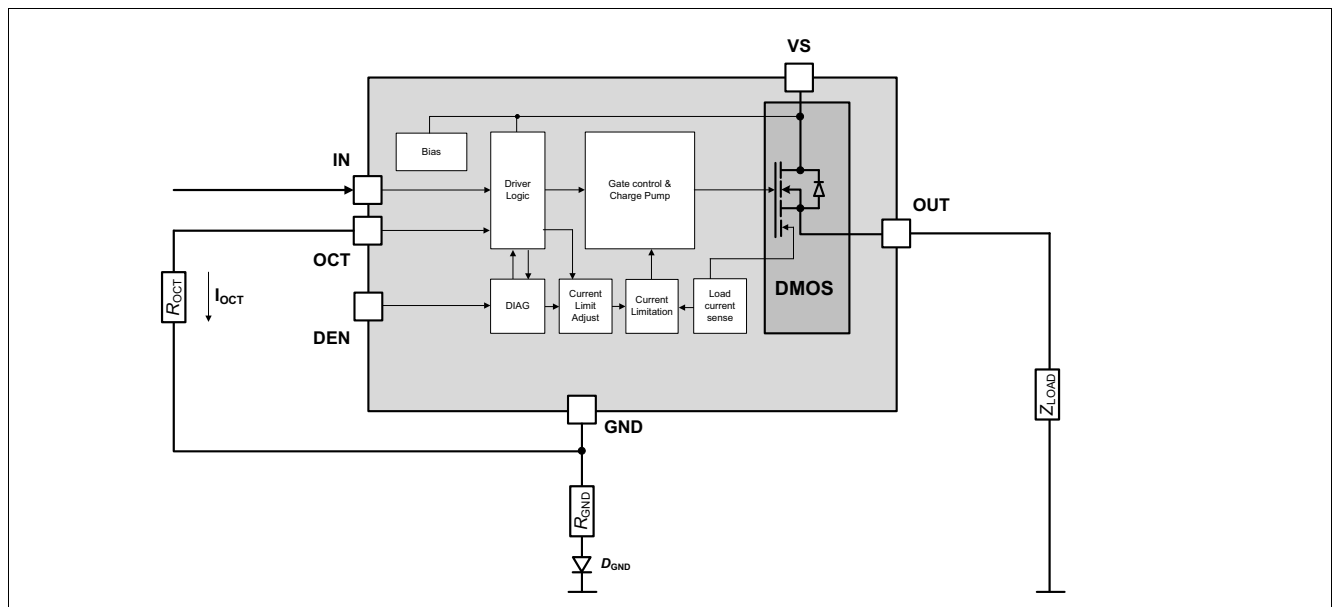 VS
IN
Bias
Driver
Logic
Gate control &
Charge Pump
OUT
OCT
ROCT
IOCT
DMOS
DIAG
Current
Limit
Adjust
Current
Limitation
Load
current
sense
DEN
ZLOAD
GND
RGND
DGND